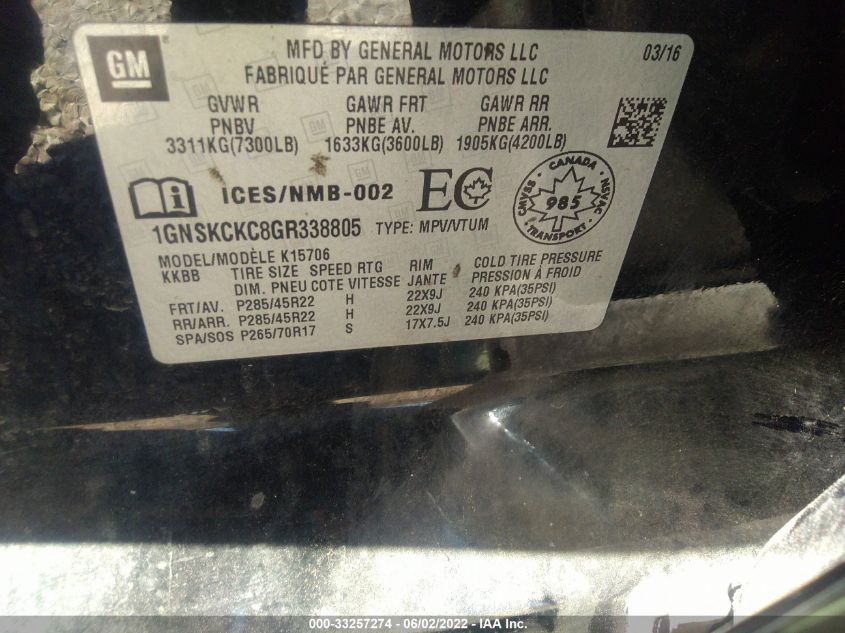 GM
MFD BY GENERAL MOTORS LLC 03/16
FABRIQUÉ PAR GENERAL MOTORS LLC
GVWR GAWR FRT GAWR RR
PNBV PNBE AV. PNBE ARR.
3311KG(7300LB) 1633KG(3600LB) 1905KG(4200LB)
i ICES/NMB-002 EC CANADA CMVSS NSVAC 985 TRANSPORT
1GNSKCKC8GR338805 TYPE: MPV/VTUM
MODEL/MODÈLE K15706
KKBB TIRE SIZE SPEED RTG RIM COLD TIRE PRESSURE
DIM. PNEU COTE VITESSE JANTE PRESSION À FROID
FRT/AV. P285/45R22 H 22X9J 240 KPA(35PSI)
RR/ARR. P285/45R22 H 22X9J 240 KPA(35PSI)
SPA/SOS P265/70R17 S 17X7.5J 240 KPA(35PSI)
000-33257274 - 06/02/2022 - IAA Inc.